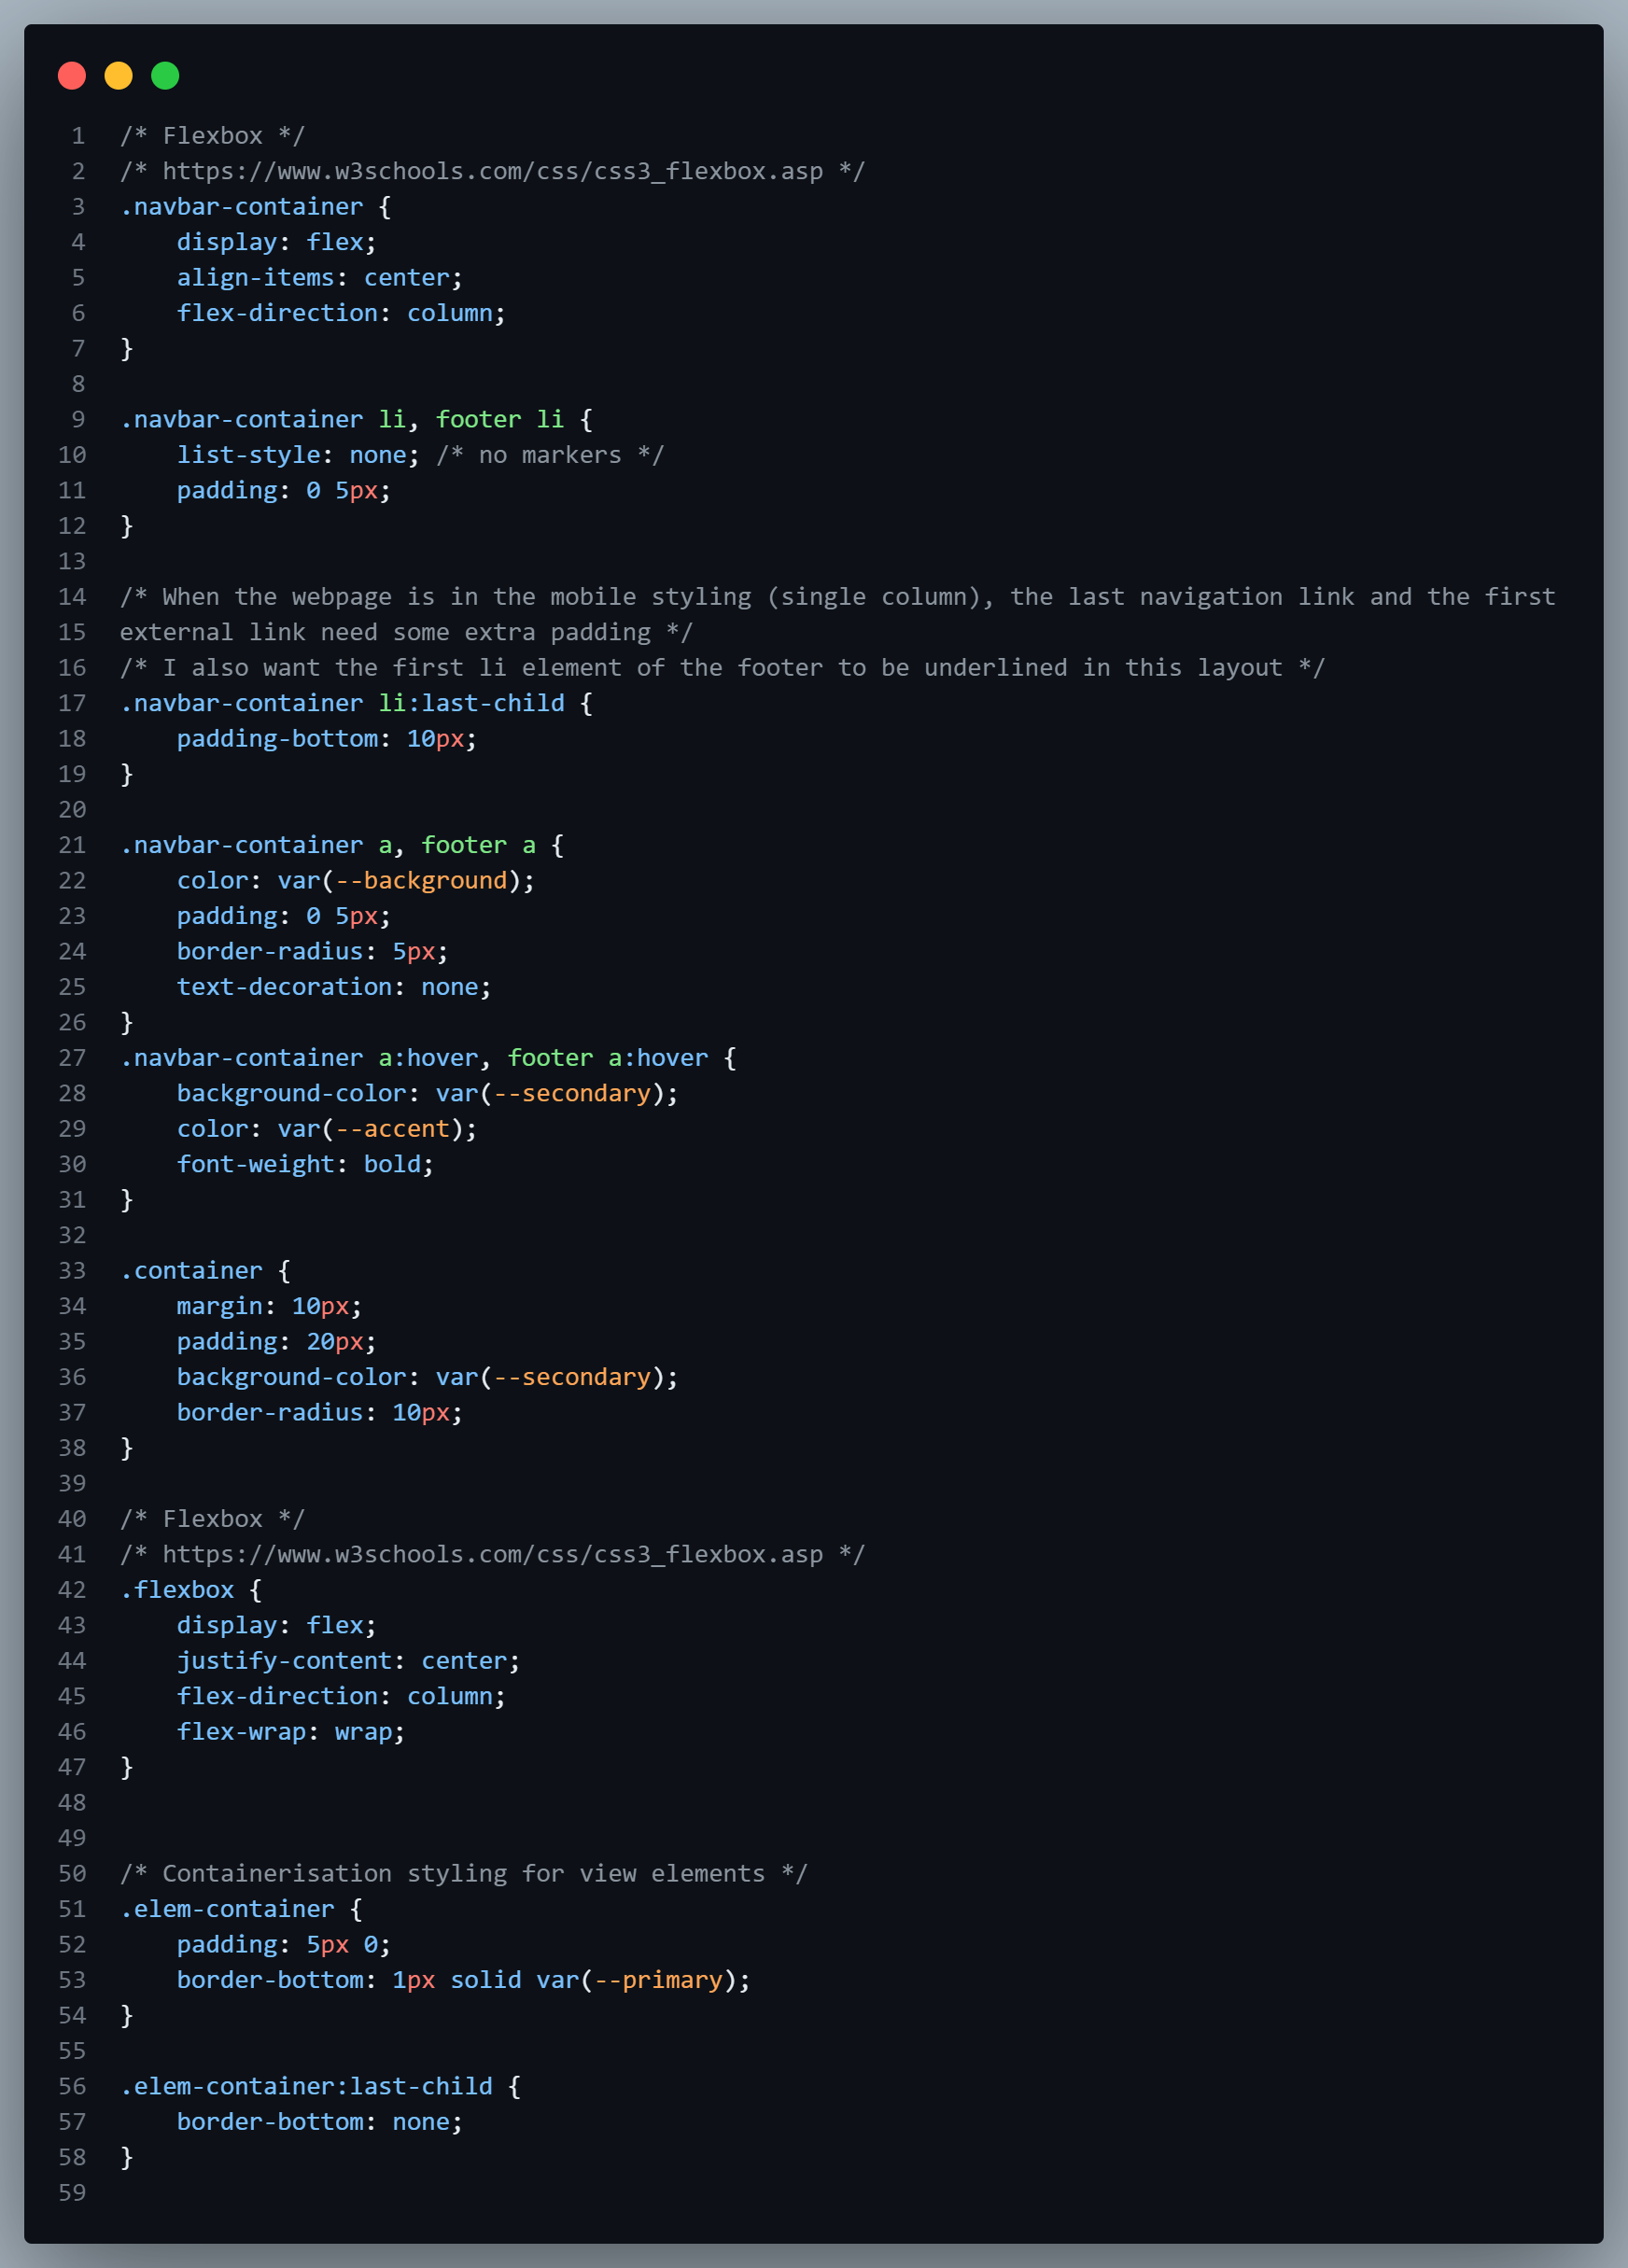 1 /* Flexbox */
2 /* https://www.w3schools.com/css/css3_flexbox.asp */
3 .navbar-container {
4     display: flex;
5     align-items: center;
6     flex-direction: column;
7 }
8
9 .navbar-container li, footer li {
10     list-style: none; /* no markers */
11     padding: 0 5px;
12 }
13
14 /* When the webpage is in the mobile styling (single column), the last navigation link and the first
15 external link need some extra padding */
16 /* I also want the first li element of the footer to be underlined in this layout */
17 .navbar-container li:last-child {
18     padding-bottom: 10px;
19 }
20
21 .navbar-container a, footer a {
22     color: var(--background);
23     padding: 0 5px;
24     border-radius: 5px;
25     text-decoration: none;
26 }
27 .navbar-container a:hover, footer a:hover {
28     background-color: var(--secondary);
29     color: var(--accent);
30     font-weight: bold;
31 }
32
33 .container {
34     margin: 10px;
35     padding: 20px;
36     background-color: var(--secondary);
37     border-radius: 10px;
38 }
39
40 /* Flexbox */
41 /* https://www.w3schools.com/css/css3_flexbox.asp */
42 .flexbox {
43     display: flex;
44     justify-content: center;
45     flex-direction: column;
46     flex-wrap: wrap;
47 }
48
49
50 /* Containerisation styling for view elements */
51 .elem-container {
52     padding: 5px 0;
53     border-bottom: 1px solid var(--primary);
54 }
55
56 .elem-container:last-child {
57     border-bottom: none;
58 }
59